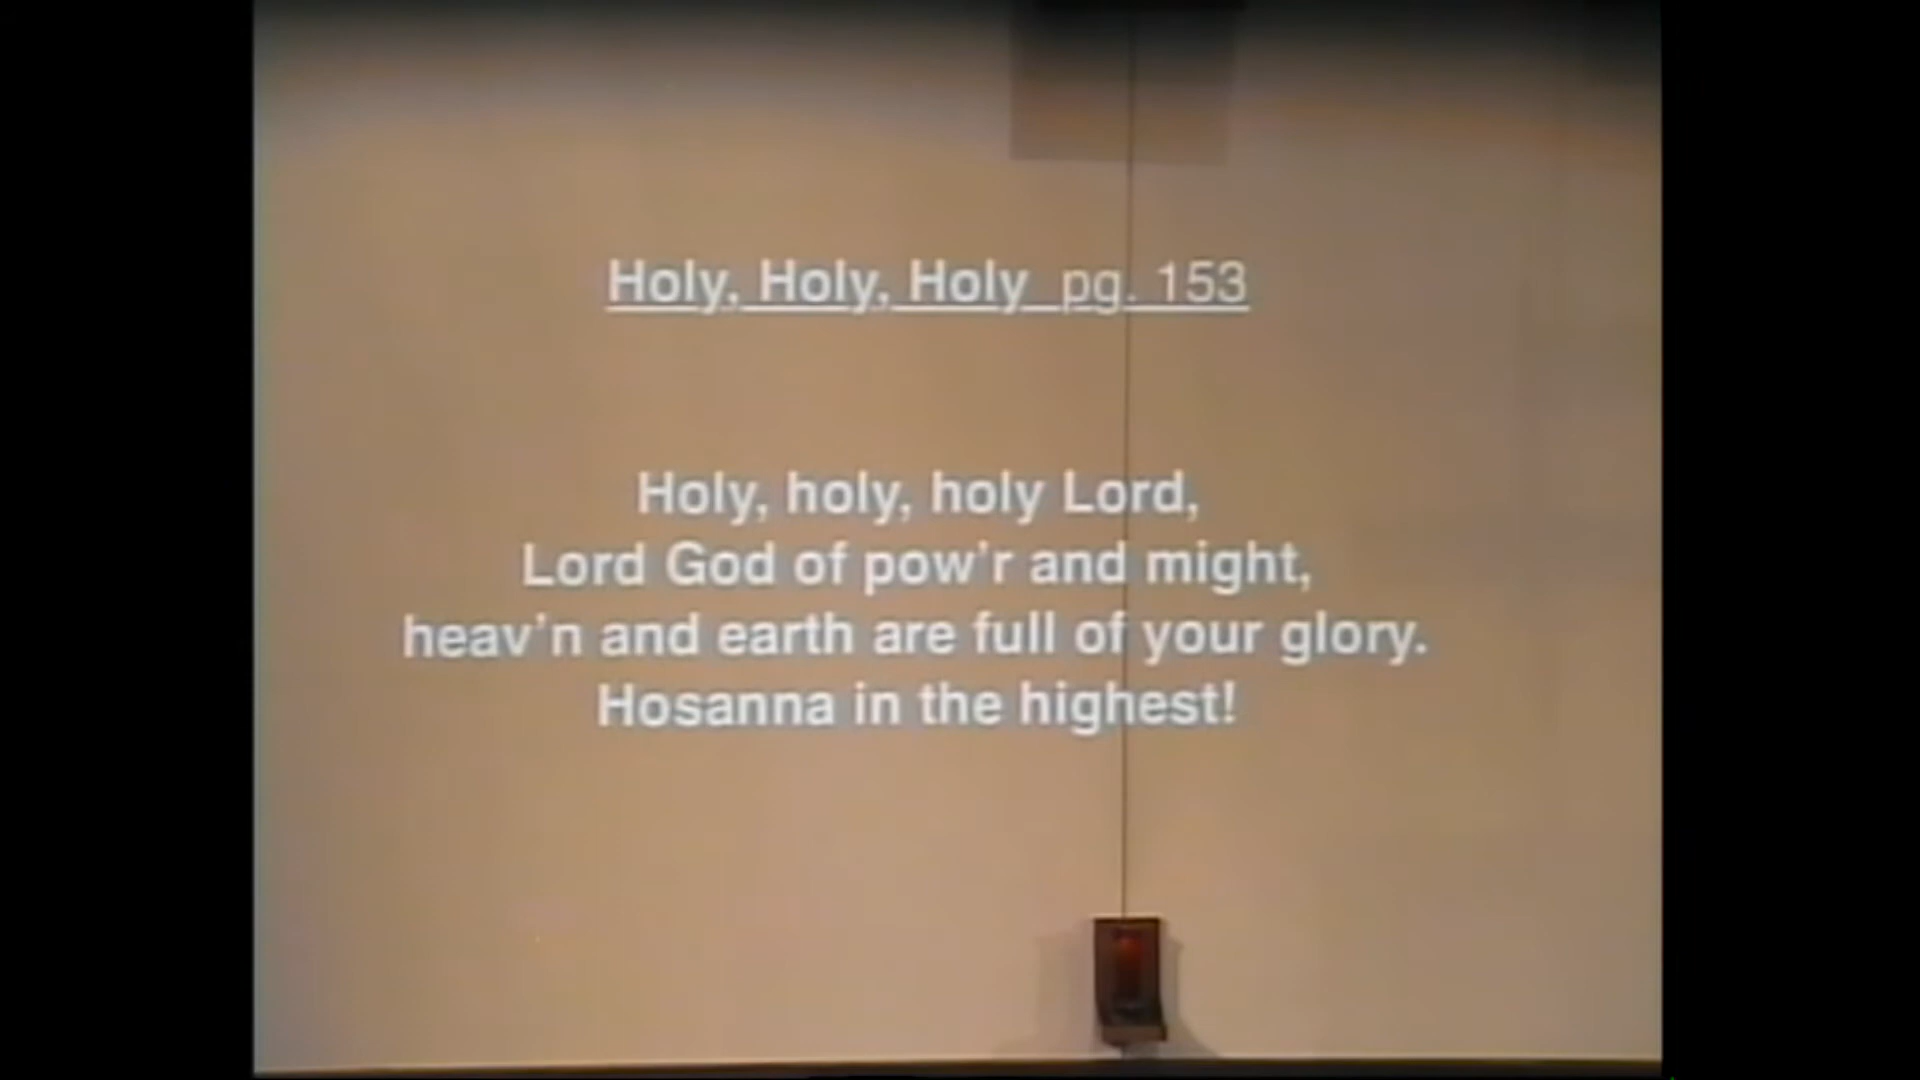 Holy, Holy, Holy pg. 153
Holy, holy, holy Lord,
Lord God of pow'r and might,
heav'n and earth are full of your glory.
Hosanna in the highest!